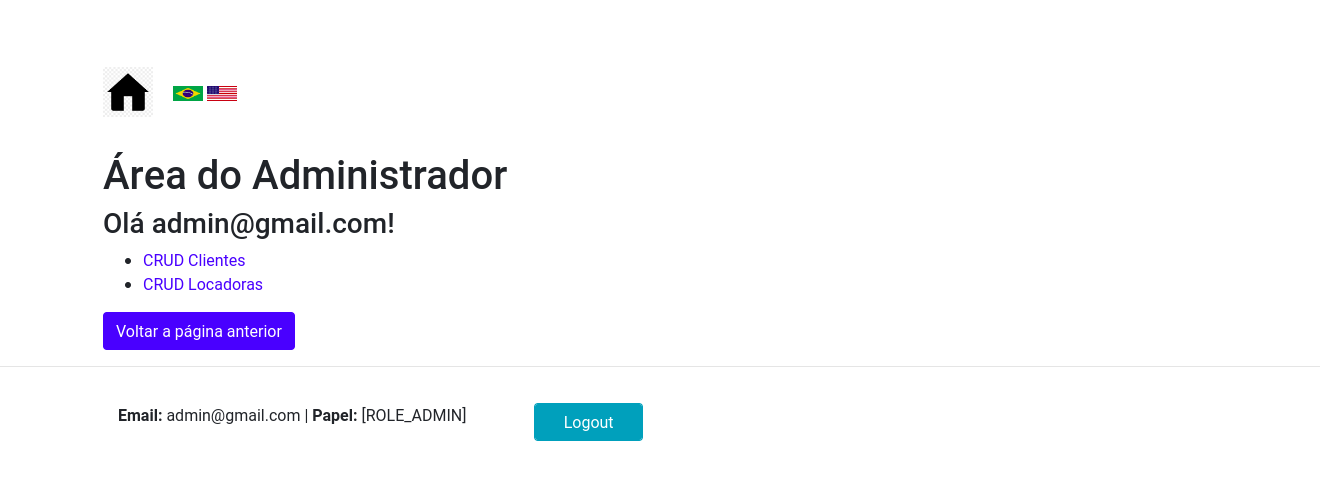 Área do Administrador
Olá admin@gmail.com!
CRUD Clientes
CRUD Locadoras
Voltar a página anterior
Email: admin@gmail.com | Papel: [ROLE_ADMIN]
Logout